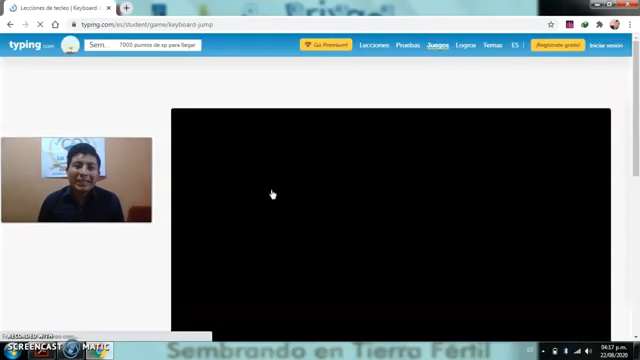 Lecciones de tecleo | Keyboard
typing.com/es/student/game/keyboard-jump
typing.com
Sem...
7000 puntos de xp para llegar
Go Premium!
Lecciones
Pruebas
Juegos
Logros
Temas
ES
¡Regístrate gratis!
Iniciar sesión
RECORDED WITH
SCREENCAST
MATIC
Sembrando en Tierra Fértil
ES
04:17 p.m.
22/08/2020